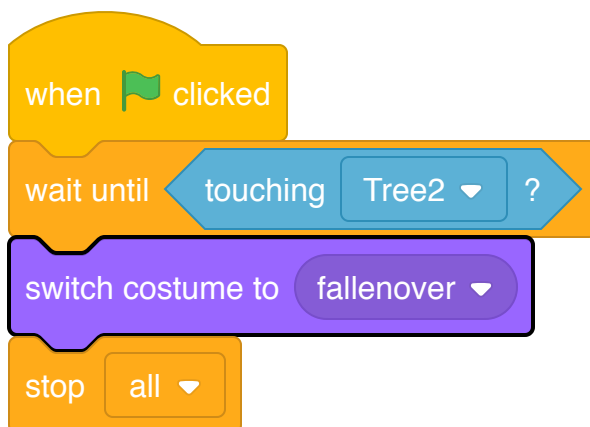 when clicked
wait until touching Tree2 ?
switch costume to fallenover
stop all